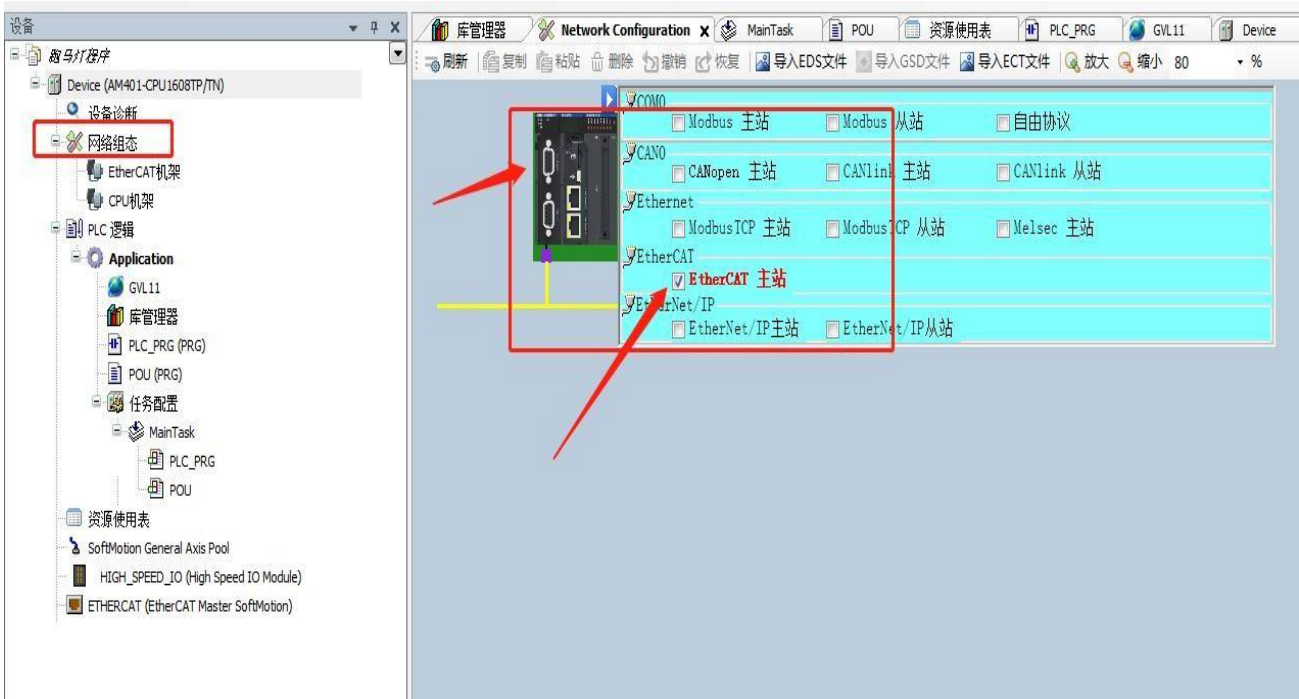 设备
跑马灯程序
Device (AM401-CPU1608TP/TN)
设备诊断
网络组态
EtherCAT机架
CPU机架
PLC 逻辑
Application
GVL11
库管理器
PLC_PRG (PRG)
POU (PRG)
任务配置
MainTask
PLC_PRG
POU
资源使用表
SoftMotion General Axis Pool
HIGH_SPEED_IO (High Speed IO Module)
ETHERCAT (EtherCAT Master SoftMotion)
库管理器 Network Configuration x MainTask POU 资源使用表 PLC_PRG GVL11 Device
刷新 复制 粘贴 删除 撤销 恢复 导入EDS文件 导入GSD文件 导入ECT文件 放大 缩小 80 %
COM0
Modbus 主站 Modbus 从站 自由协议
CAN0
CANopen 主站 CANlink 主站 CANlink 从站
Ethernet
ModbusTCP 主站 ModbusTCP 从站 Melsec 主站
EtherCAT
EtherCAT 主站
EtherNet/IP
EtherNet/IP主站 EtherNet/IP从站